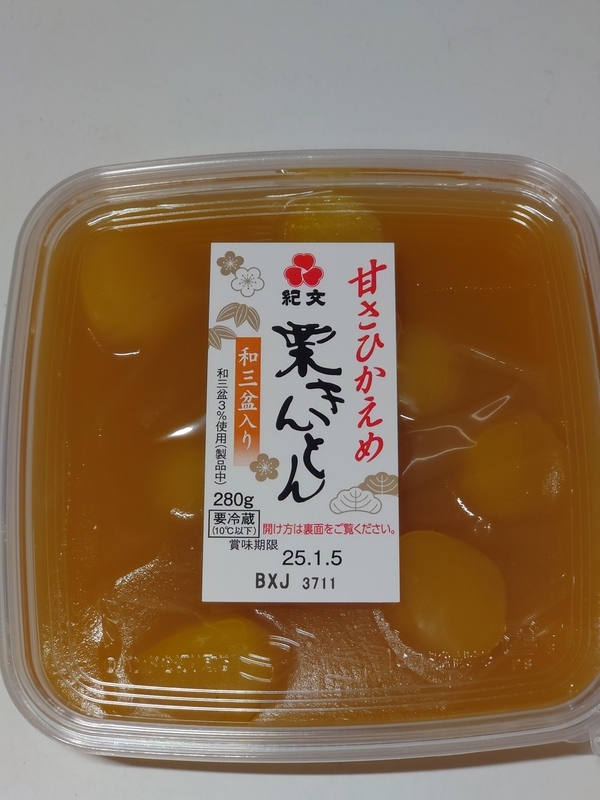 紀文
甘さひかえめ
栗きんとん
和三盆入り
和三盆3%使用(製品中)
280g
要冷蔵
(10℃以下)
開け方は裏面をご覧ください。
賞味期限
25.1.5
BXJ 3711